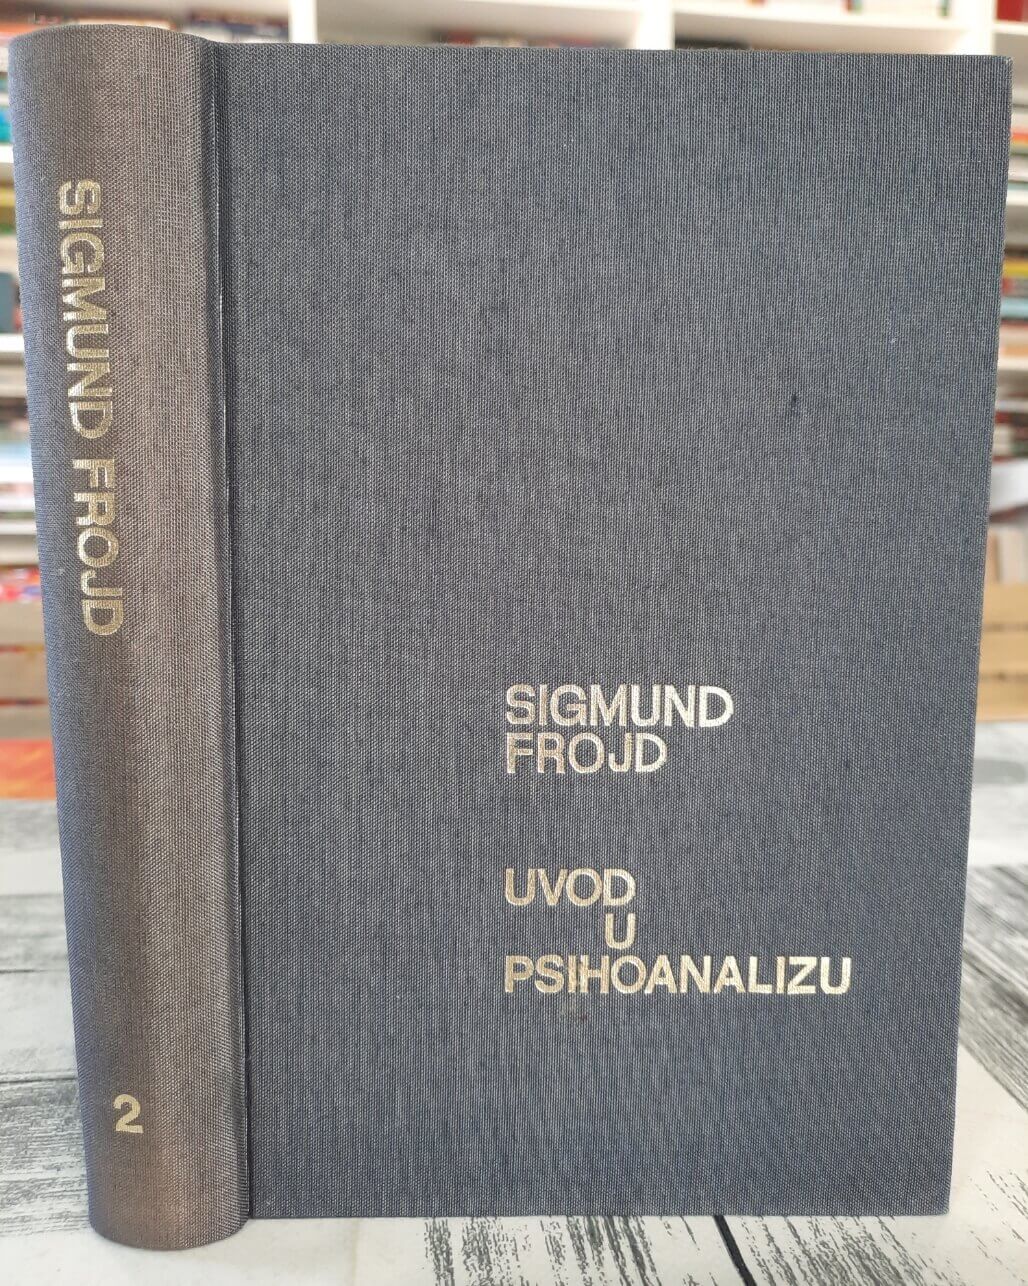 SIGMUND FROJD
2
SIGMUND
FROJD
UVOD
U
PSIHOANALIZU